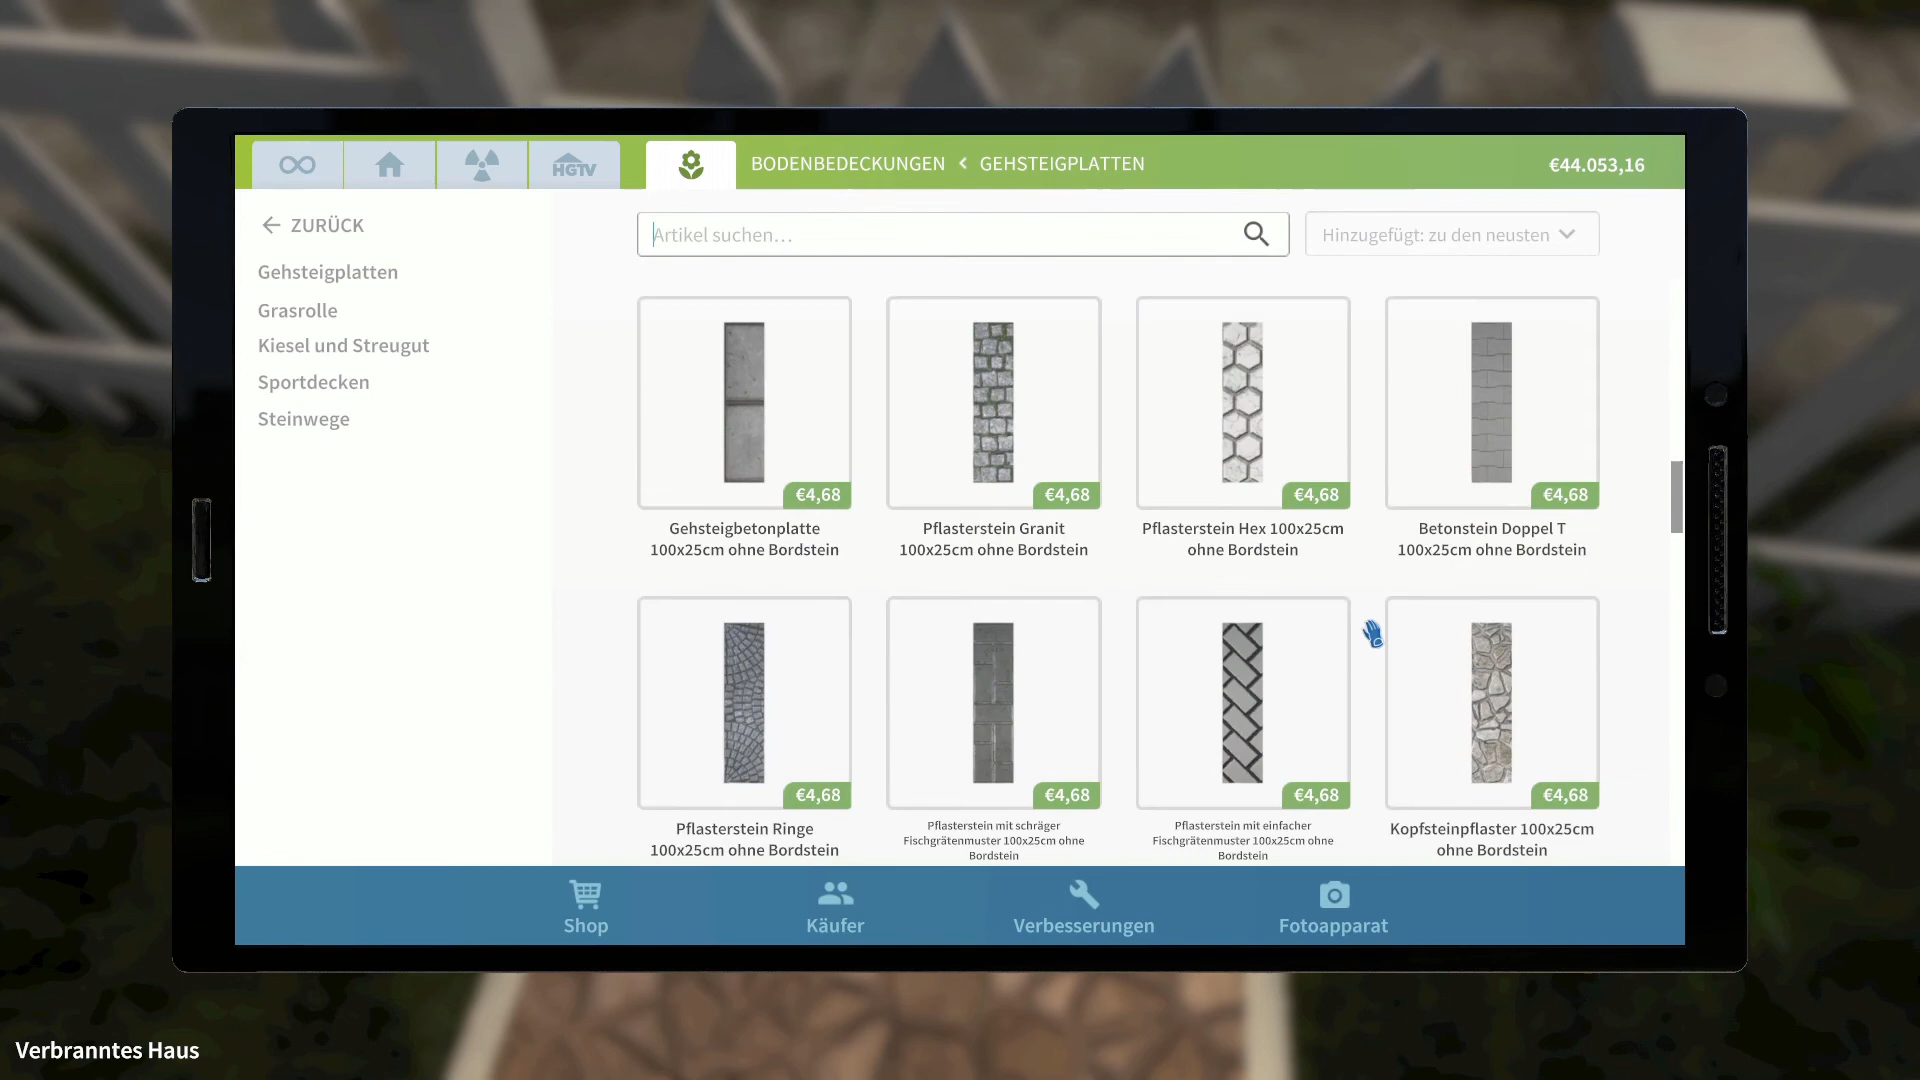 HGTV
BODENBEDECKUNGEN < GEHSTEIGPLATTEN
€44.053,16
ZURÜCK
Gehsteigplatten
Grasrolle
Kiesel und Streugut
Sportdecken
Steinwege
Artikel suchen...
Hinzugefügt: zu den neusten
€4,68
€4,68
€4,68
€4,68
Gehsteigbetonplatte
100x25cm ohne Bordstein
Pflasterstein Granit
100x25cm ohne Bordstein
Pflasterstein Hex 100x25cm
ohne Bordstein
Betonstein Doppel T
100x25cm ohne Bordstein
€4,68
€4,68
€4,68
€4,68
Pflasterstein Ringe
100x25cm ohne Bordstein
Pflasterstein mit schräger
Fischgrätenmuster 100x25cm ohne
Bordstein
Pflasterstein mit einfacher
Fischgrätenmuster 100x25cm ohne
Bordstein
Kopfsteinpflaster 100x25cm
ohne Bordstein
Shop
Käufer
Verbesserungen
Fotoapparat
Verbranntes Haus